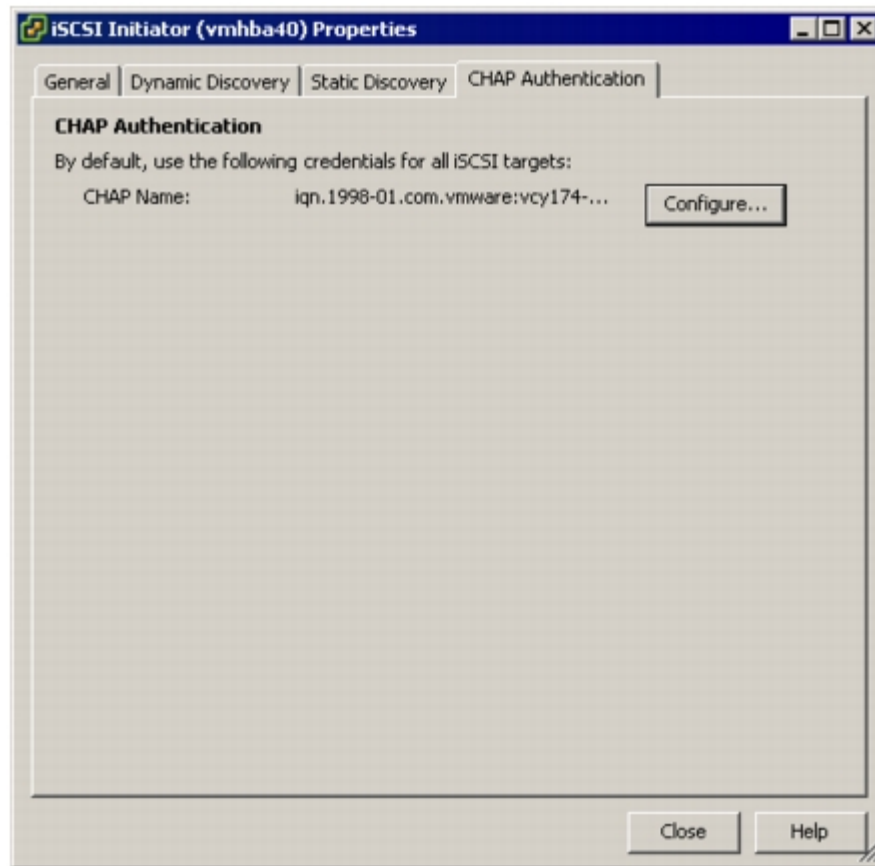 iSCSI Initiator (vmhba40) Properties
General Dynamic Discovery Static Discovery CHAP Authentication
CHAP Authentication
By default, use the following credentials for all iSCSI targets:
CHAP Name: iqn.1998-01.com.vmware:vcy174-... Configure...
Close Help